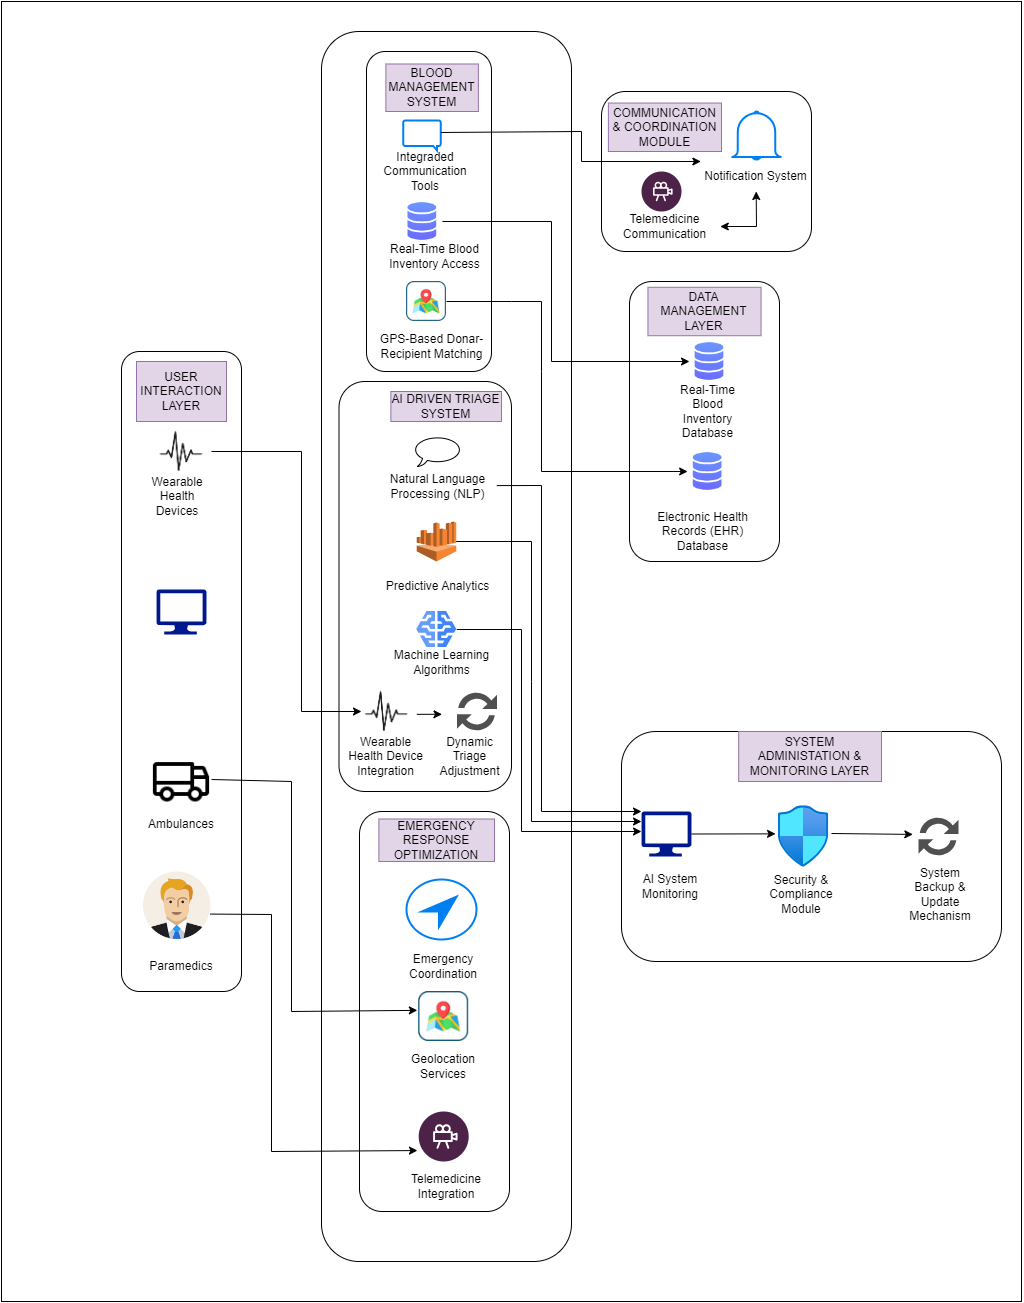 BLOOD
MANAGEMENT
SYSTEM
Integraded
Communication
Tools
Real-Time Blood
Inventory Access
GPS-Based Donar-
Recipient Matching
COMMUNICATION
& COORDINATION
MODULE
Notification System
Telemedicine
Communication
DATA
MANAGEMENT
LAYER
Real-Time
Blood
Inventory
Database
Electronic Health
Records (EHR)
Database
USER
INTERACTION
LAYER
Wearable
Health
Devices
Ambulances
Paramedics
AI DRIVEN TRIAGE
SYSTEM
Natural Language
Processing (NLP)
Predictive Analytics
Machine Learning
Algorithms
Wearable
Health Device
Integration
Dynamic
Triage
Adjustment
EMERGENCY
RESPONSE
OPTIMIZATION
Emergency
Coordination
Geolocation
Services
Telemedicine
Integration
SYSTEM
ADMINISTATION &
MONITORING LAYER
AI System
Monitoring
Security &
Compliance
Module
System
Backup &
Update
Mechanism